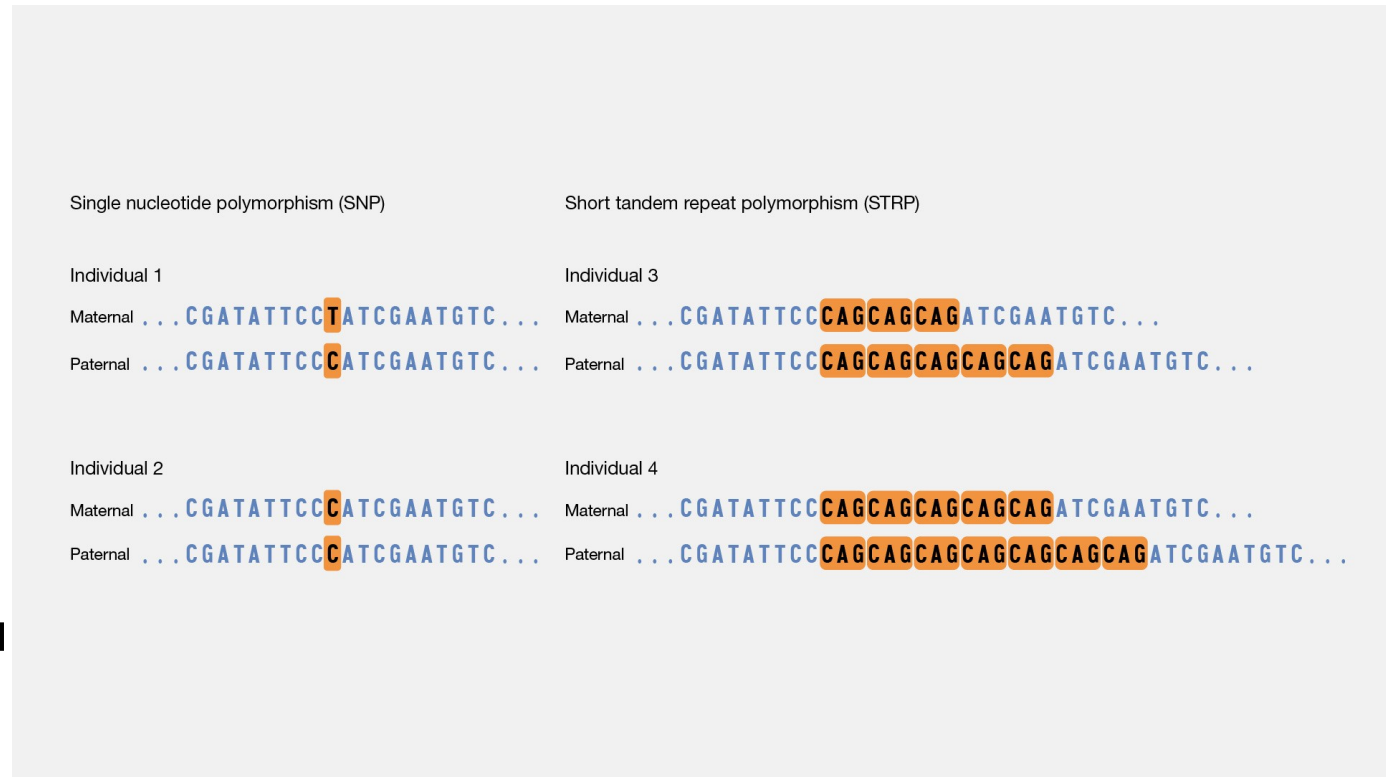 Single nucleotide polymorphism (SNP)
Individual 1
Maternal ...CGATATTCCTATCGAATGTC...
Paternal ...CGATATTCCCATCGAATGTC...
Individual 2
Maternal ...CGATATTCCCATCGAATGTC...
Paternal ...CGATATTCCCATCGAATGTC...
Short tandem repeat polymorphism (STRP)
Individual 3
Maternal ...CGATATTCCCAGCAGCAGATCGAATGTC...
Paternal ...CGATATTCCCAGCAGCAGCAGCAGATCGAATGTC...
Individual 4
Maternal ...CGATATTCCCAGCAGCAGCAGCAGATCGAATGTC...
Paternal ...CGATATTCCCAGCAGCAGCAGCAGCAGCAGATCGAATGTC...